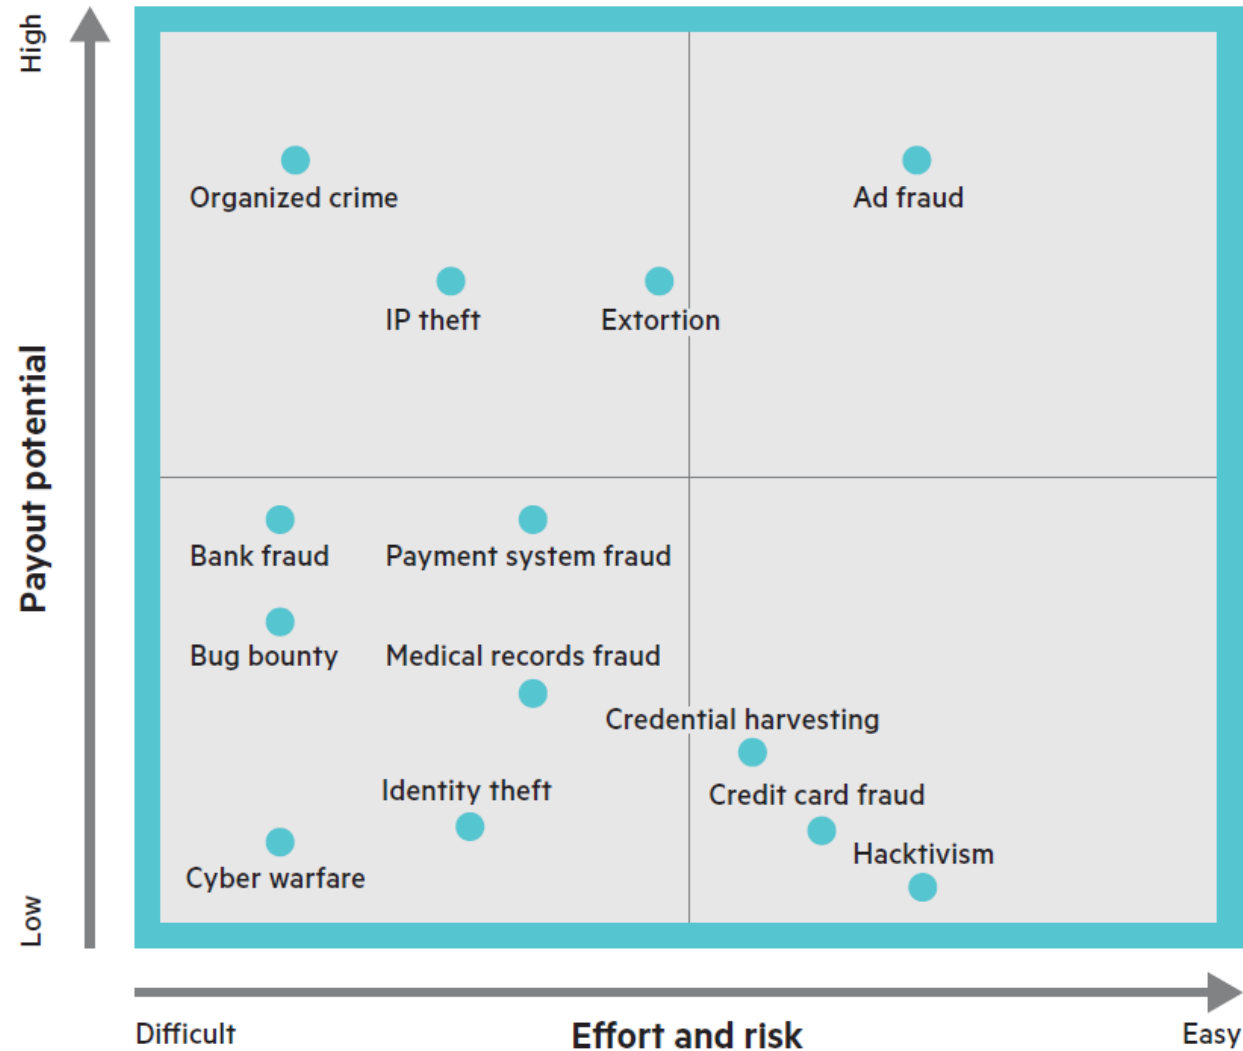 High
Organized crime
Ad fraud
IP theft
Extortion
Payout potential
Bank fraud
Payment system fraud
Bug bounty
Medical records fraud
Credential harvesting
Identity theft
Credit card fraud
Hacktivism
Cyber warfare
Low
Difficult
Effort and risk
Easy